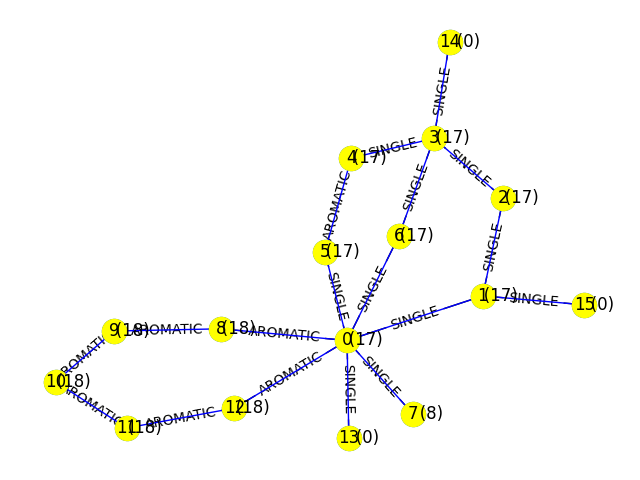 14(0)
SINGLE
3(17)
4(17)
SINGLE
SINGLE
AROMATIC
SINGLE
2(17)
6(17)
SINGLE
5(17)
SINGLE
SINGLE
1(17)
SINGLE
15(0)
SINGLE
9(18)
AROMATIC
8(18)
AROMATIC
0(17)
AROMATIC
10(18)
AROMATIC
SINGLE
SINGLE
AROMATIC
12(18)
7(8)
AROMATIC
11(18)
13(0)